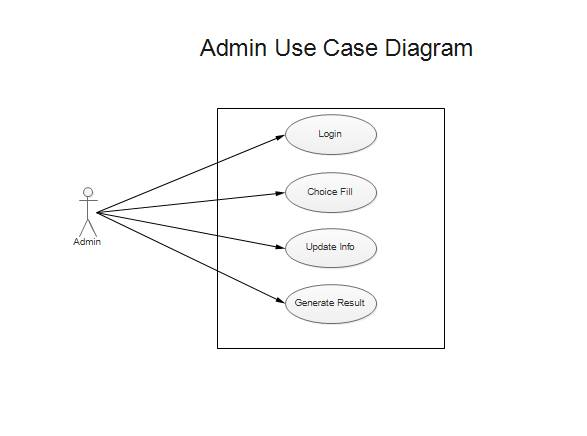 Admin Use Case Diagram
Login
Choice Fill
Admin
Update Info
Generate Result